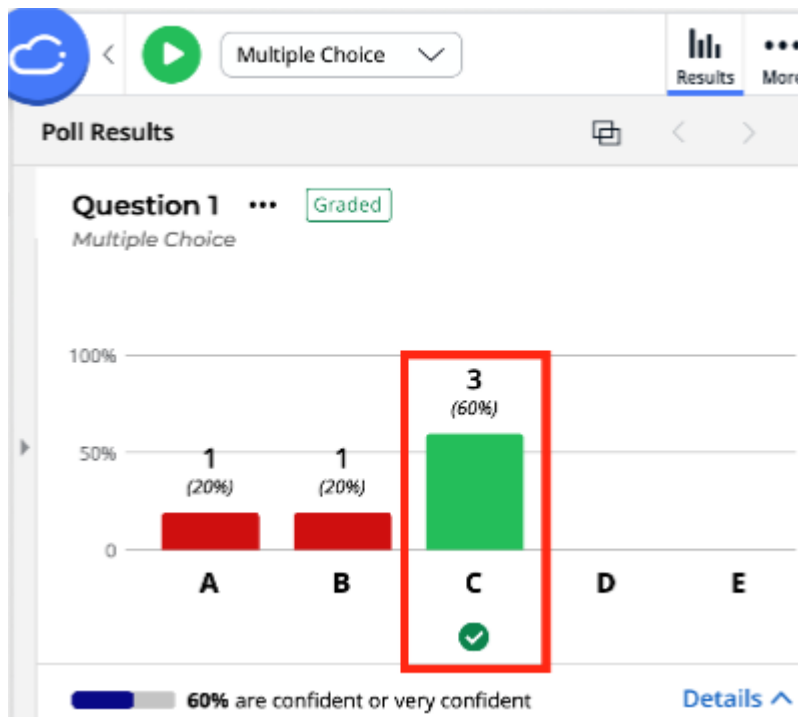 Multiple Choice
Results
More
Poll Results
Question 1 ••• Graded
Multiple Choice
100%
3
(60%)
50%
1 1
(20%) (20%)
0
A B C D E
60% are confident or very confident Details